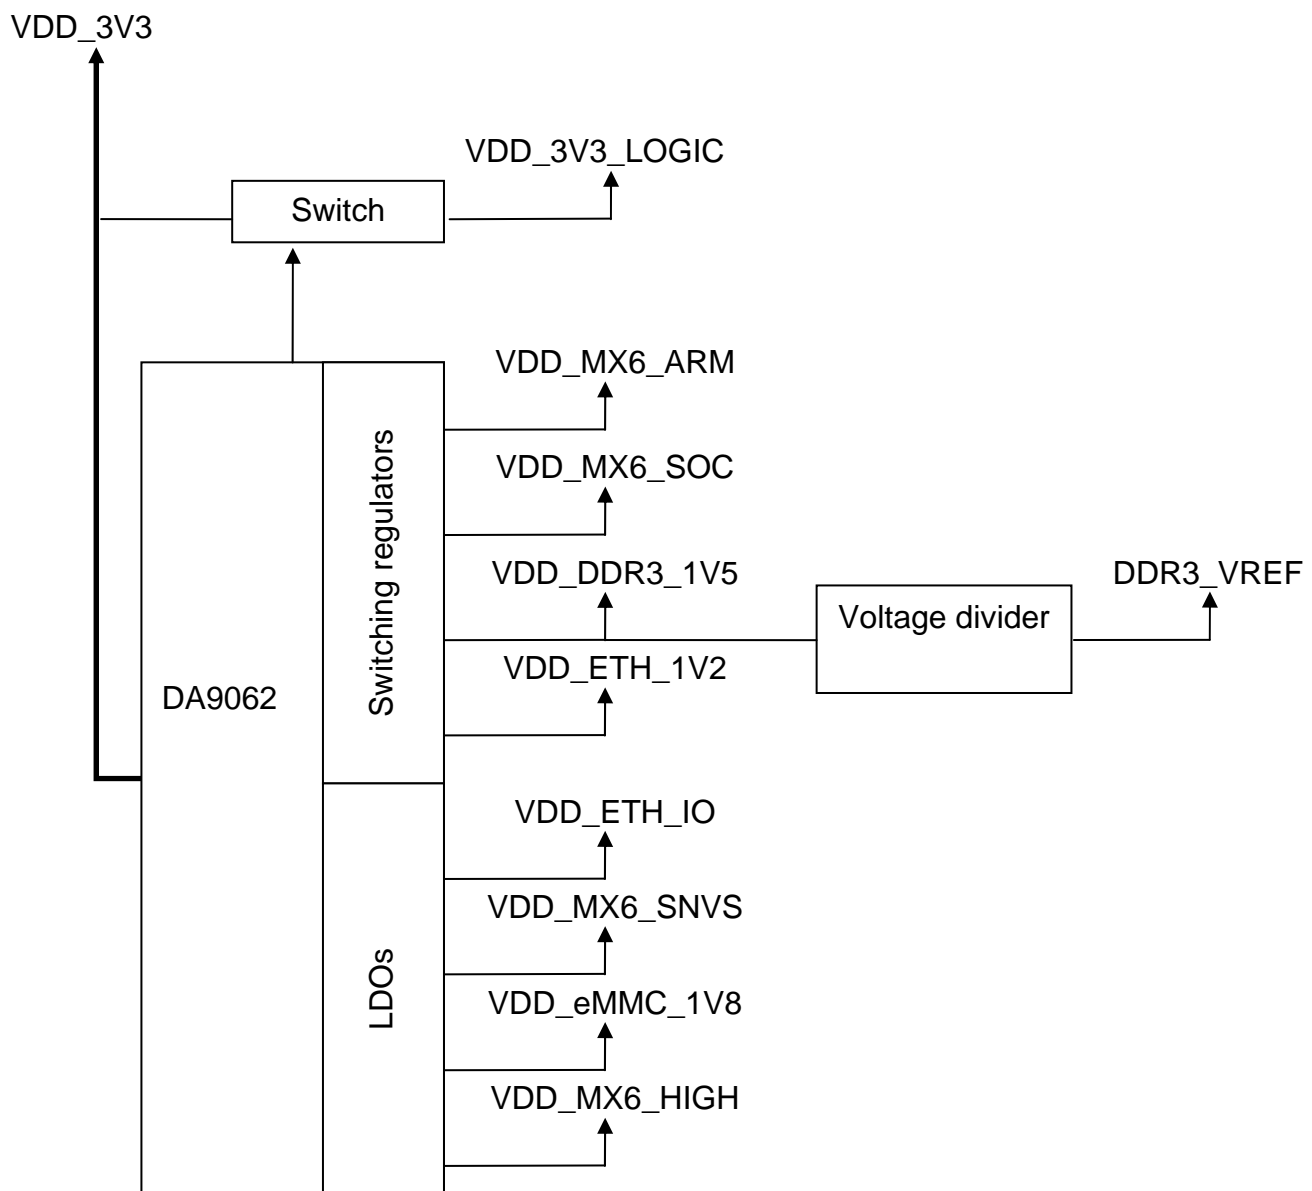 VDD_3V3
VDD_3V3_LOGIC
Switch
VDD_MX6_ARM
VDD_MX6_SOC
Switching regulators
VDD_DDR3_1V5
DDR3_VREF
Voltage divider
VDD_ETH_1V2
DA9062
VDD_ETH_IO
VDD_MX6_SNVS
LDOs
VDD_eMMC_1V8
VDD_MX6_HIGH